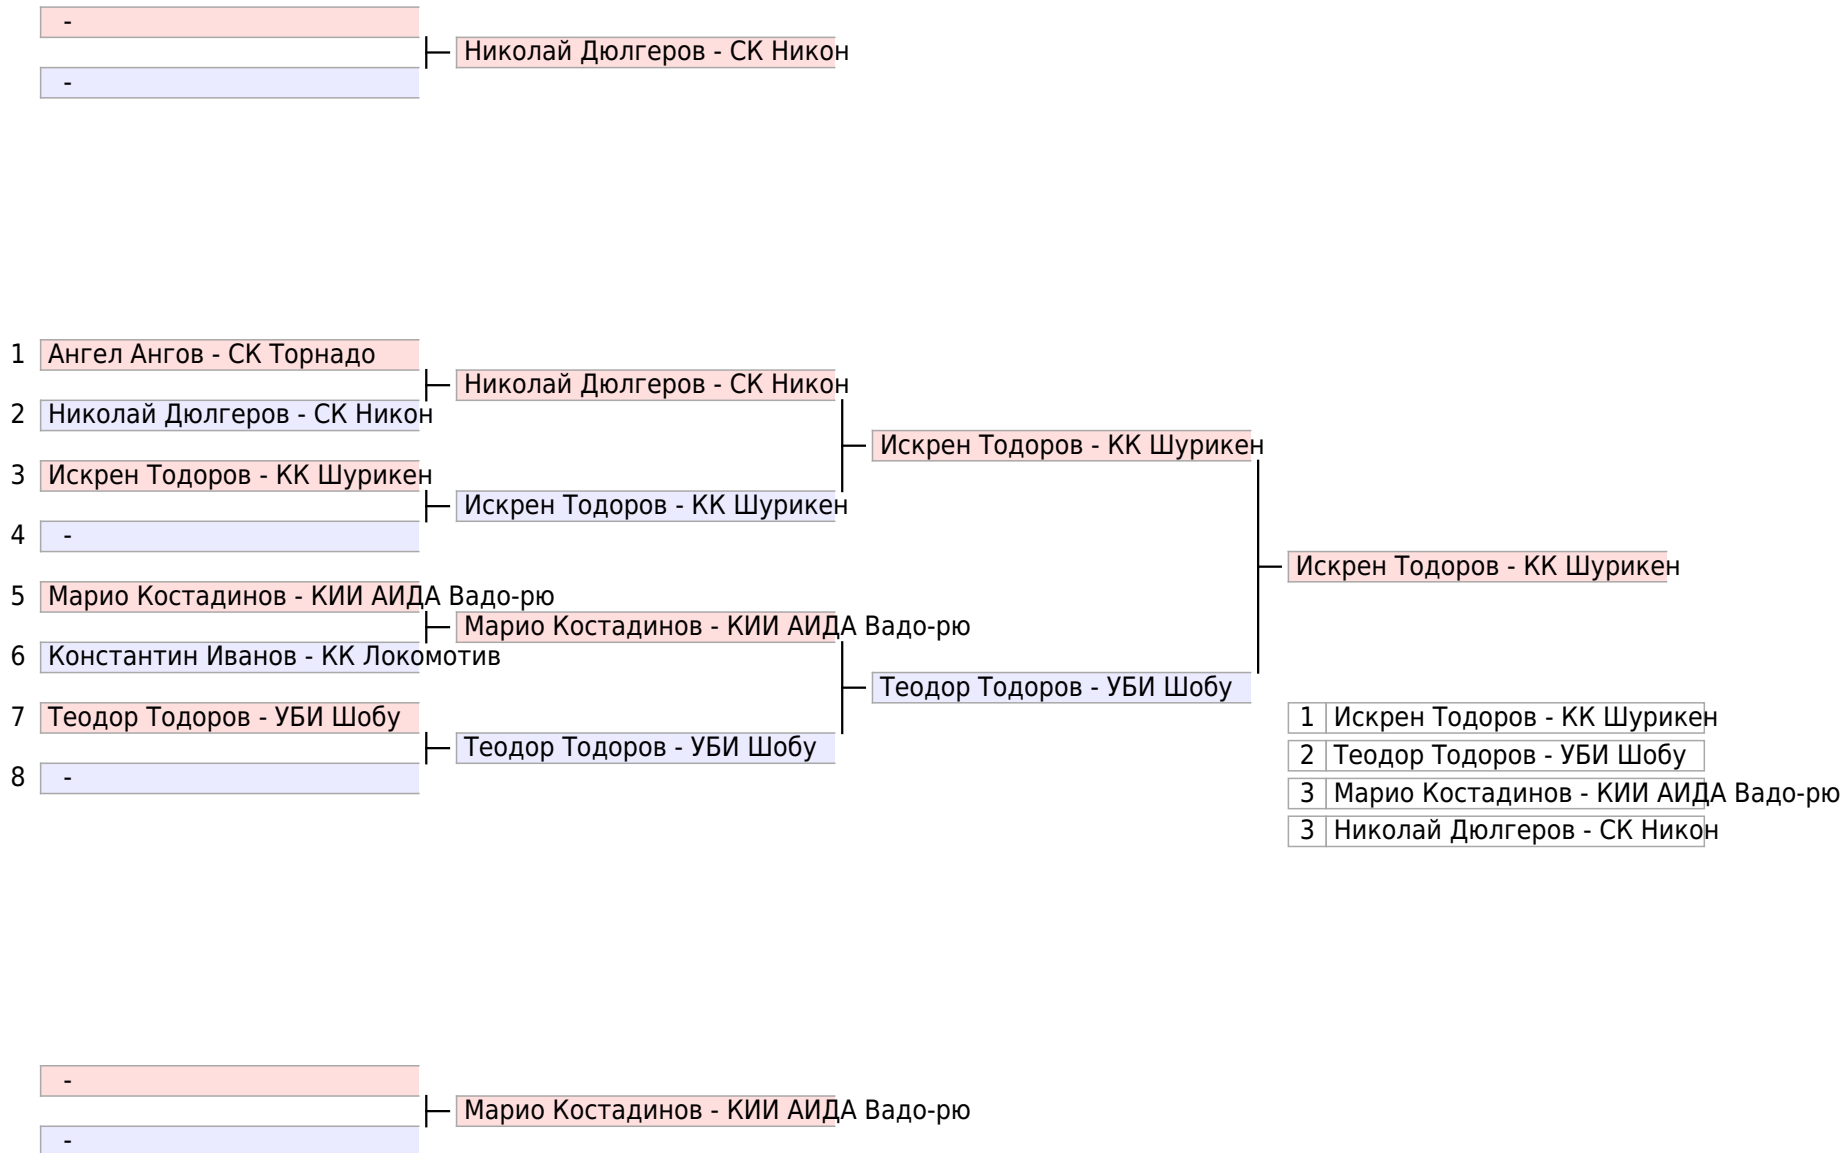 -
Николай Дюлгеров - СК Никон
-
1 Ангел Ангов - СК Торнадо
Николай Дюлгеров - СК Никон
2 Николай Дюлгеров - СК Никон
Искрен Тодоров - КК Шурикен
3 Искрен Тодоров - КК Шурикен
Искрен Тодоров - КК Шурикен
4 -
Искрен Тодоров - КК Шурикен
5 Марио Костадинов - КИИ АИДА Вадо-рю
Марио Костадинов - КИИ АИДА Вадо-рю
6 Константин Иванов - КК Локомотив
Теодор Тодоров - УБИ Шобу
7 Теодор Тодоров - УБИ Шобу
1 Искрен Тодоров - КК Шурикен
Теодор Тодоров - УБИ Шобу
2 Теодор Тодоров - УБИ Шобу
8 -
3 Марио Костадинов - КИИ АИДА Вадо-рю
3 Николай Дюлгеров - СК Никон
-
Марио Костадинов - КИИ АИДА Вадо-рю
-